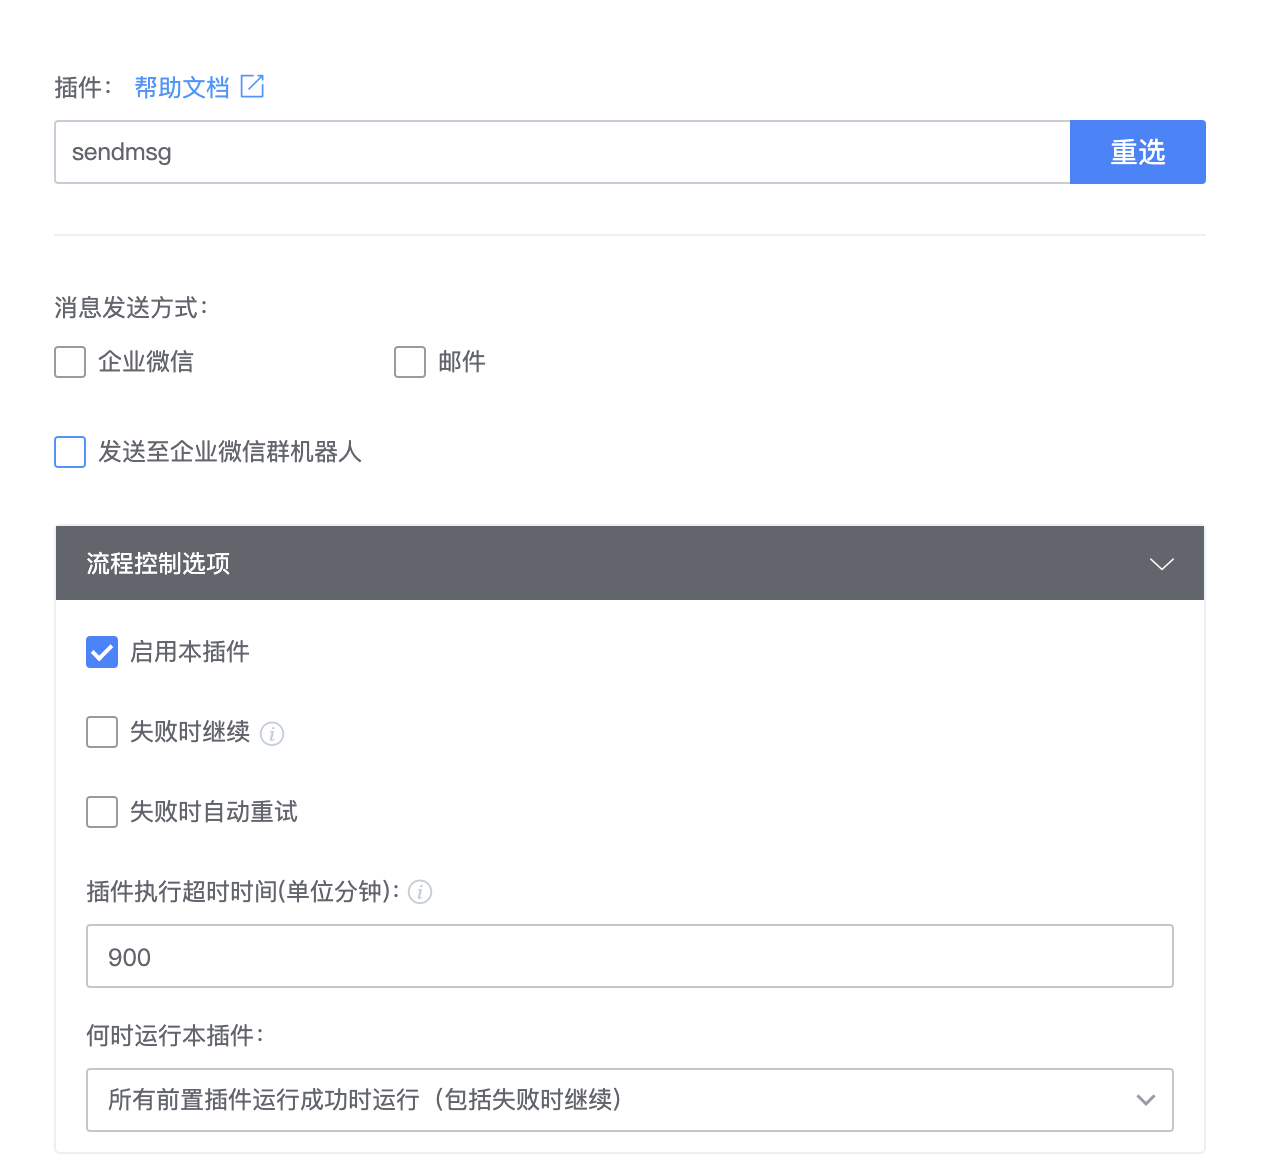 插件： 帮助文档
sendmsg 重选
消息发送方式：
企业微信 邮件
发送至企业微信群机器人
流程控制选项
启用本插件
失败时继续
失败时自动重试
插件执行超时时间(单位分钟)：
900
何时运行本插件：
所有前置插件运行成功时运行（包括失败时继续）